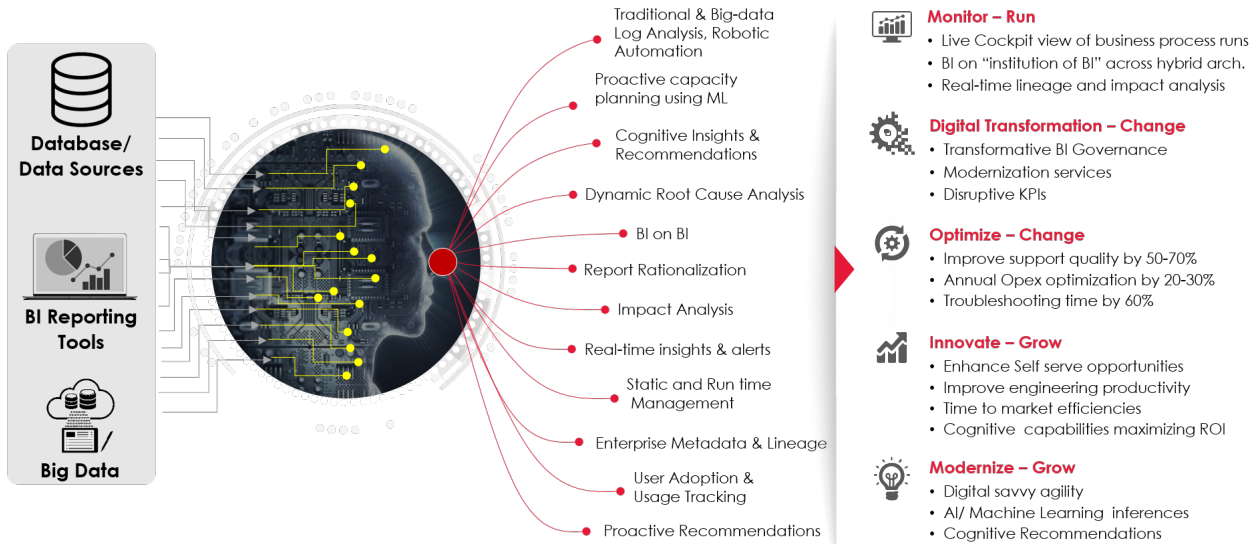 Database/
Data Sources
BI Reporting
Tools
Big Data
Traditional & Big-data
Log Analysis, Robotic
Automation
Proactive capacity
planning using ML
Cognitive Insights &
Recommendations
Dynamic Root Cause Analysis
BI on BI
Report Rationalization
Impact Analysis
Real-time insights & alerts
Static and Run time
Management
Enterprise Metadata & Lineage
User Adoption &
Usage Tracking
Proactive Recommendations
Monitor – Run
• Live Cockpit view of business process runs
• BI on “institution of BI” across hybrid arch.
• Real-time lineage and impact analysis
Digital Transformation – Change
• Transformative BI Governance
• Modernization services
• Disruptive KPIs
Optimize – Change
• Improve support quality by 50-70%
• Annual Opex optimization by 20-30%
• Troubleshooting time by 60%
Innovate – Grow
• Enhance Self serve opportunities
• Improve engineering productivity
• Time to market efficiencies
• Cognitive capabilities maximizing ROI
Modernize – Grow
• Digital savvy agility
• AI/ Machine Learning inferences
• Cognitive Recommendations